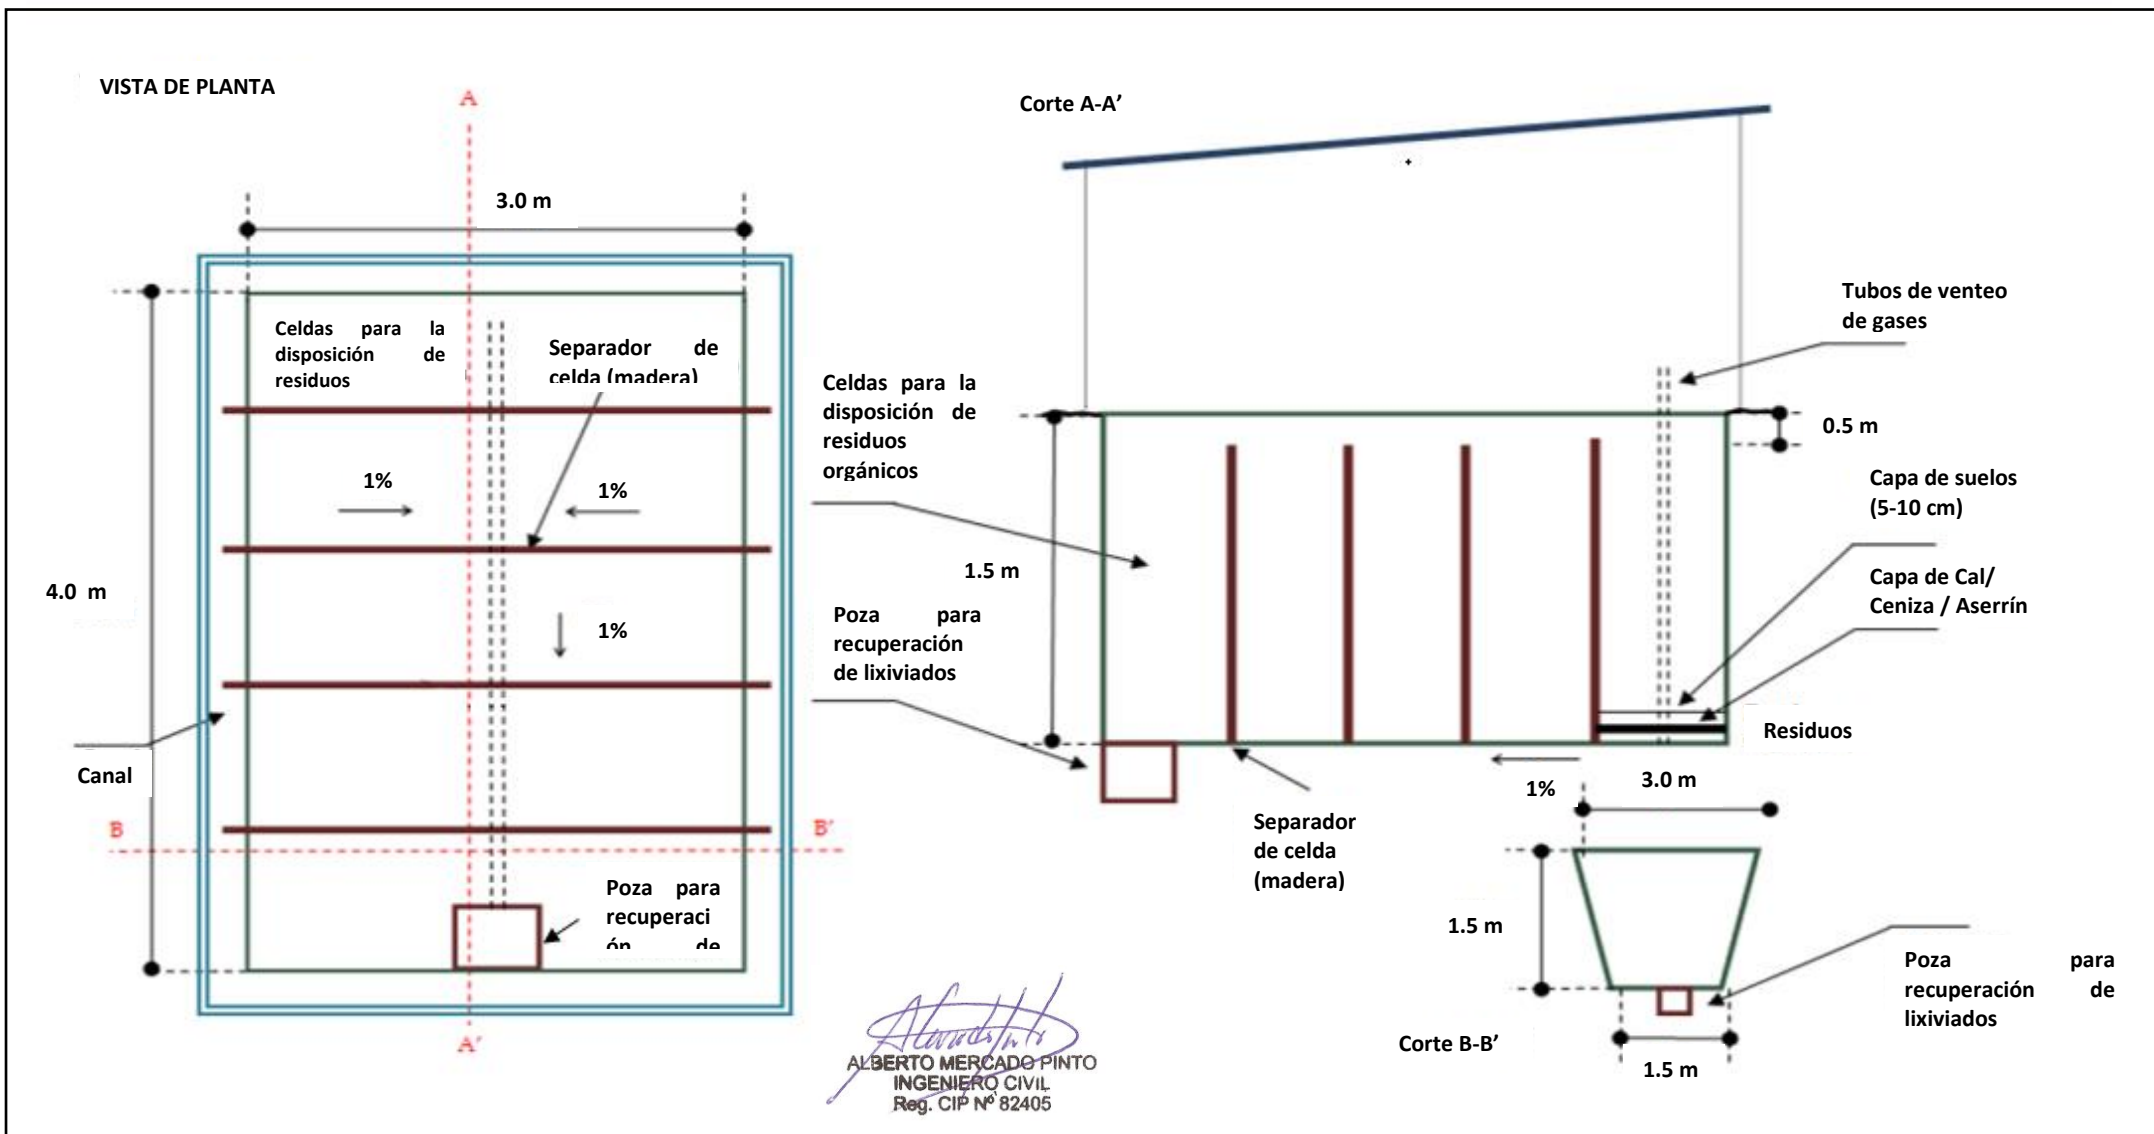 VISTA DE PLANTA
A
3.0 m
Celdas para la
disposición de
residuos
Separador de
celda (madera)
1%
1%
4.0 m
1%
Canal
B
B'
Poza para
recuperaci
ón de
A'
Corte A-A’
Tubos de venteo
de gases
Celdas para la
disposición de
residuos
orgánicos
0.5 m
Capa de suelos
(5-10 cm)
1.5 m
Capa de Cal/
Ceniza / Aserrín
Poza para
recuperación
de lixiviados
Residuos
1%
3.0 m
Separador
de celda
(madera)
1.5 m
Poza para
recuperación de
lixiviados
Corte B-B’
1.5 m
ALBERTO MERCADO PINTO
INGENIERO CIVIL
Reg. CIP Nº 82405